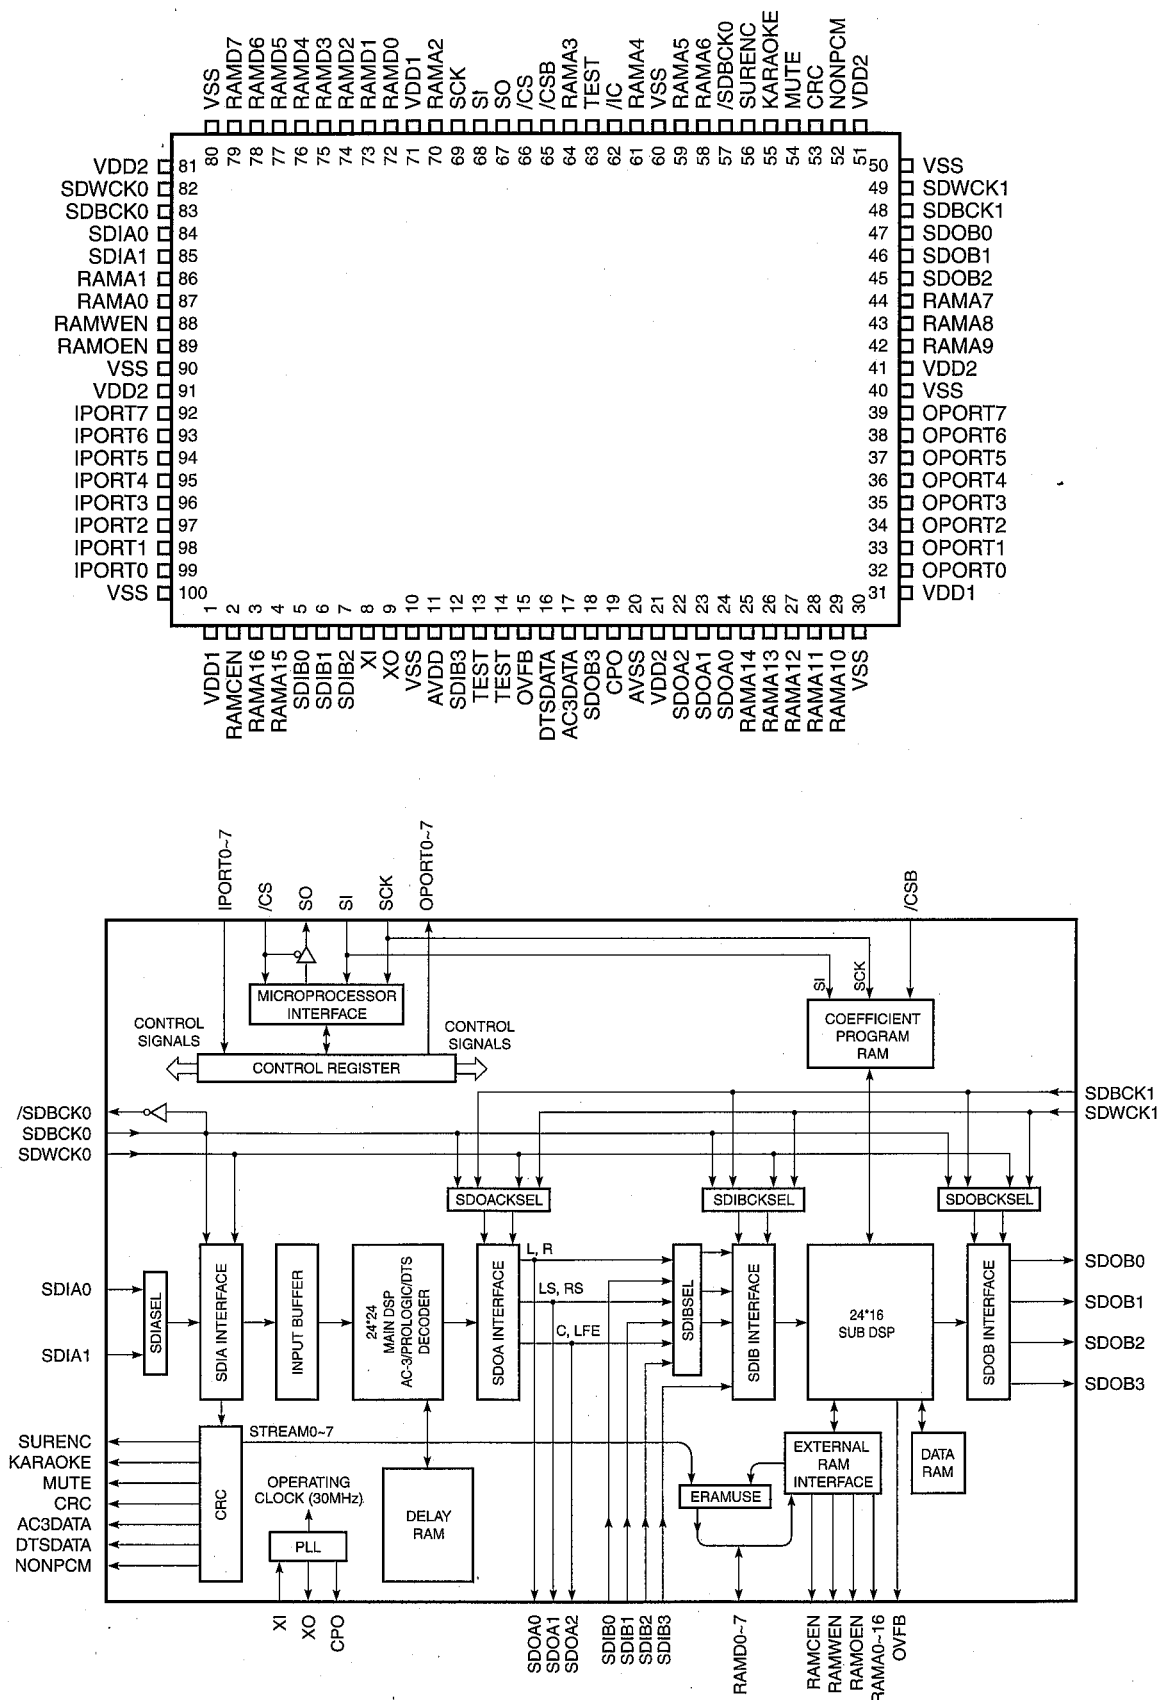 VSS
RAMD7
RAMD6
RAMD5
RAMD4
RAMD3
RAMD2
RAMD1
RAMD0
VDD1
RAMA2
SCK
SI
SO
/CS
/CSB
RAMA3
TEST
/IC
RAMA4
VSS
RAMA5
RAMA6
/SDBCK0
SURENC
KARAOKE
MUTE
CRC
NONPCM
VDD2
80 79 78 77 76 75 74 73 72 71 70 69 68 67 66 65 64 63 62 61 60 59 58 57 56 55 54 53 52 51
VDD2 81 50 VSS
SDWCK0 82 49 SDWCK1
SDBCK0 83 48 SDBCK1
SDIA0 84 47 SDOB0
SDIA1 85 46 SDOB1
RAMA1 86 45 SDOB2
RAMA0 87 44 RAMA7
RAMWEN 88 43 RAMA8
RAMOEN 89 42 RAMA9
VSS 90 41 VDD2
VDD2 91 40 VSS
IPORT7 92 39 OPORT7
IPORT6 93 38 OPORT6
IPORT5 94 37 OPORT5
IPORT4 95 36 OPORT4
IPORT3 96 35 OPORT3
IPORT2 97 34 OPORT2
IPORT1 98 33 OPORT1
IPORT0 99 32 OPORT0
VSS 100 31 VDD1
1 2 3 4 5 6 7 8 9 10 11 12 13 14 15 16 17 18 19 20 21 22 23 24 25 26 27 28 29 30
VDD1
RAMCEN
RAMA16
RAMA15
SDIB0
SDIB1
SDIB2
XI
XO
VSS
AVDD
SDIB3
TEST
TEST
OVFB
DTSDATA
AC3DATA
SDOB3
CPO
AVSS
VDD2
SDOA2
SDOA1
SDOA0
RAMA14
RAMA13
RAMA12
RAMA11
RAMA10
VSS
IPORT0~7
/CS
SO
SI
SCK
OPORT0~7
/CSB
MICROPROCESSOR
INTERFACE
SI
SCK
COEFFICIENT
PROGRAM
RAM
CONTROL
SIGNALS
CONTROL
SIGNALS
CONTROL REGISTER
/SDBCK0
SDBCK0
SDWCK0
SDBCK1
SDWCK1
SDOACKSEL
SDIBCKSEL
SDOBCKSEL
SDIA0
SDIA1
SDIASEL
SDIA INTERFACE
INPUT BUFFER
24*24
MAIN DSP
AC-3/PROLOGIC/DTS
DECODER
SDOA INTERFACE
L, R
LS, RS
C, LFE
SDIBSEL
SDIB INTERFACE
24*16
SUB DSP
SDOB INTERFACE
SDOB0
SDOB1
SDOB2
SDOB3
SURENC
KARAOKE
MUTE
CRC
AC3DATA
DTSDATA
NONPCM
CRC
STREAM0~7
OPERATING
CLOCK (30MHz)
PLL
DELAY
RAM
ERAMUSE
EXTERNAL
RAM
INTERFACE
DATA
RAM
XI
XO
CPO
SDOA0
SDOA1
SDOA2
SDIB0
SDIB1
SDIB2
SDIB3
RAMD0~7
RAMCEN
RAMWEN
RAMOEN
RAMA0~16
OVFB